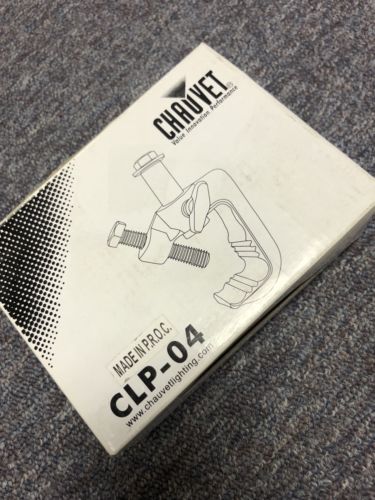 CHAUVET®
Value Innovation Performance
MADE IN P.R.O.C.
CLP-04
www.chauvetlighting.com